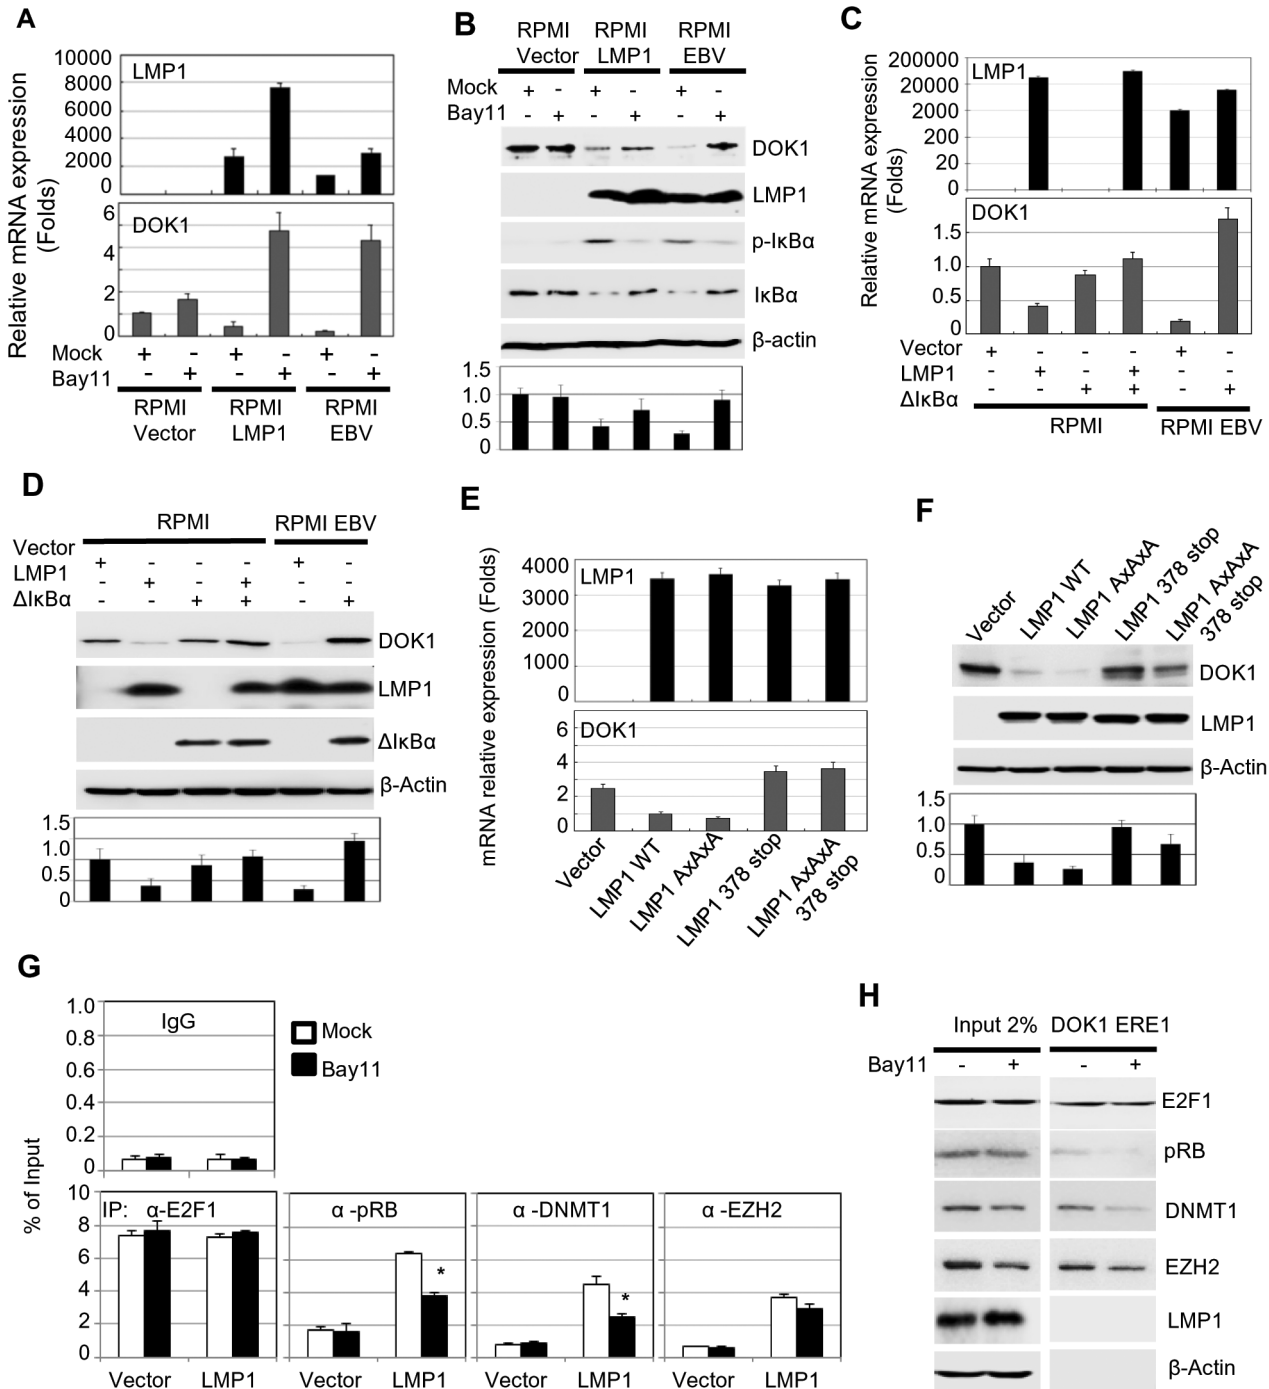 A
Relative mRNA expression
(Folds)
LMP1
10000
8000
6000
4000
2000
0
DOK1
6
4
2
0
Mock + - + - + -
Bay11 - + - + - +
RPMI Vector
RPMI LMP1
RPMI EBV
B
RPMI Vector
RPMI LMP1
RPMI EBV
Mock + - + - + -
Bay11 - + - + - +
DOK1
LMP1
p-IκBα
IκBα
β-actin
1.5
1.0
0.5
0
C
Relative mRNA expression
(Folds)
LMP1
200000
20000
2000
200
20
0
DOK1
1.5
1.0
0.5
0
Vector + - - - + -
LMP1 - + - + - -
ΔIκBα - - + + - +
RPMI
RPMI EBV
D
RPMI
RPMI EBV
Vector + - - - + -
LMP1 - + - + - -
ΔIκBα - - + + - +
DOK1
LMP1
ΔIκBα
β-Actin
1.5
1.0
0.5
0
E
mRNA relative expression (Folds)
LMP1
4000
3000
2000
1000
0
DOK1
6
4
2
0
Vector
LMP1 WT
LMP1 AxAxA
LMP1 378 stop
LMP1 AxAxA
378 stop
F
Vector
LMP1 WT
LMP1 AxAxA
LMP1 378 stop
LMP1 AxAxA
378 stop
DOK1
LMP1
β-Actin
1.5
1.0
0.5
0
G
% of Input
1.0
0.8
0.6
0.4
0.2
0
IgG
Mock
Bay11
10
8
6
4
2
0
IP: α-E2F1
α -pRB
*
α -DNMT1
*
α -EZH2
Vector LMP1
Vector LMP1
Vector LMP1
Vector LMP1
H
Input 2%
DOK1 ERE1
Bay11 - + - +
E2F1
pRB
DNMT1
EZH2
LMP1
β-Actin